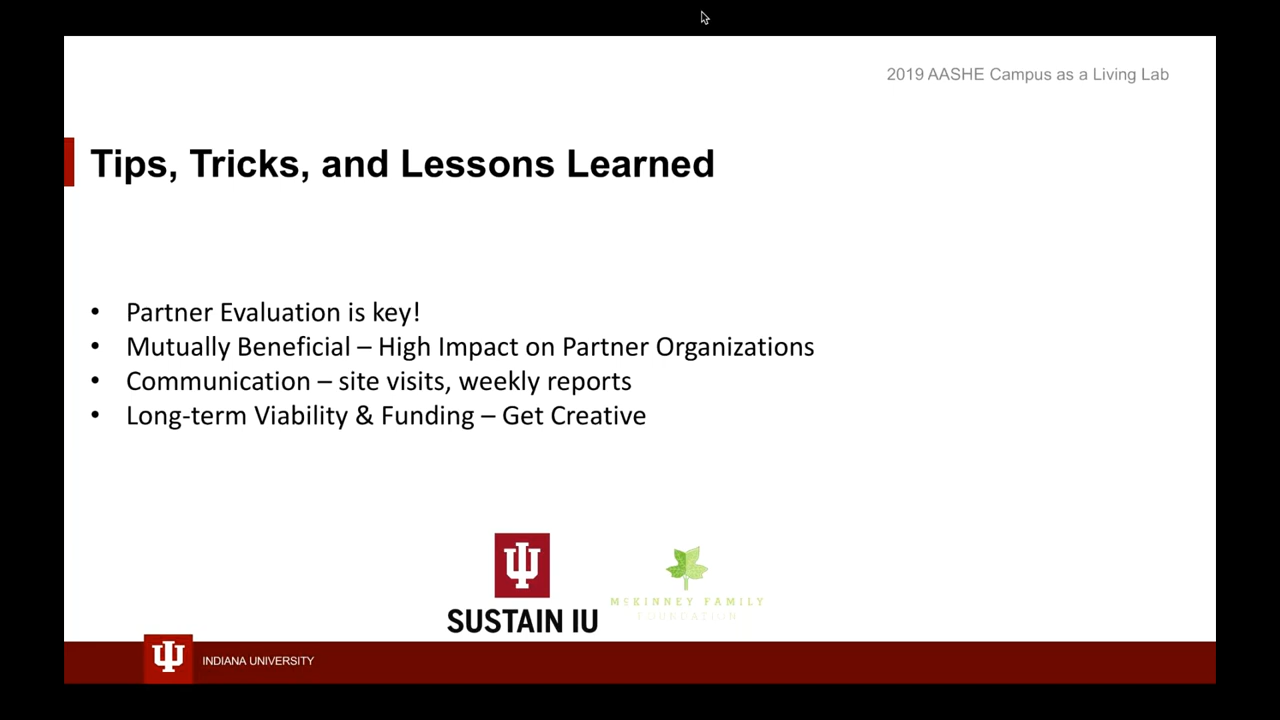 2019 AASHE Campus as a Living Lab
Tips, Tricks, and Lessons Learned
• Partner Evaluation is key!
• Mutually Beneficial – High Impact on Partner Organizations
• Communication – site visits, weekly reports
• Long-term Viability & Funding – Get Creative
SUSTAIN IU
MCKINNEY FAMILY
FOUNDATION
INDIANA UNIVERSITY